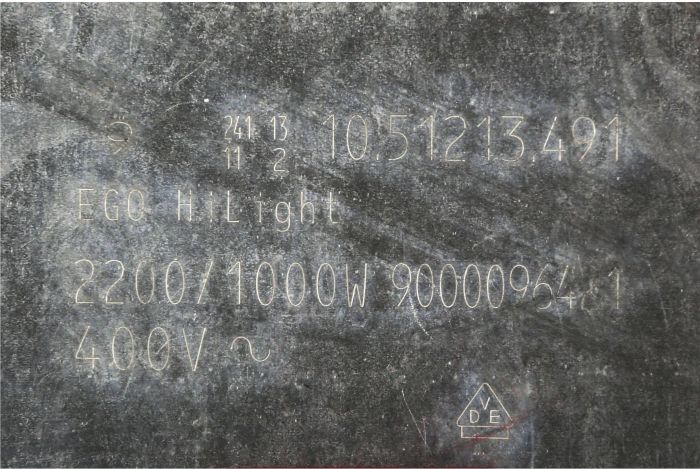 241 13 10.51213.491
11 2
EGO HiLight
2200/1000W
400V ~
VDE